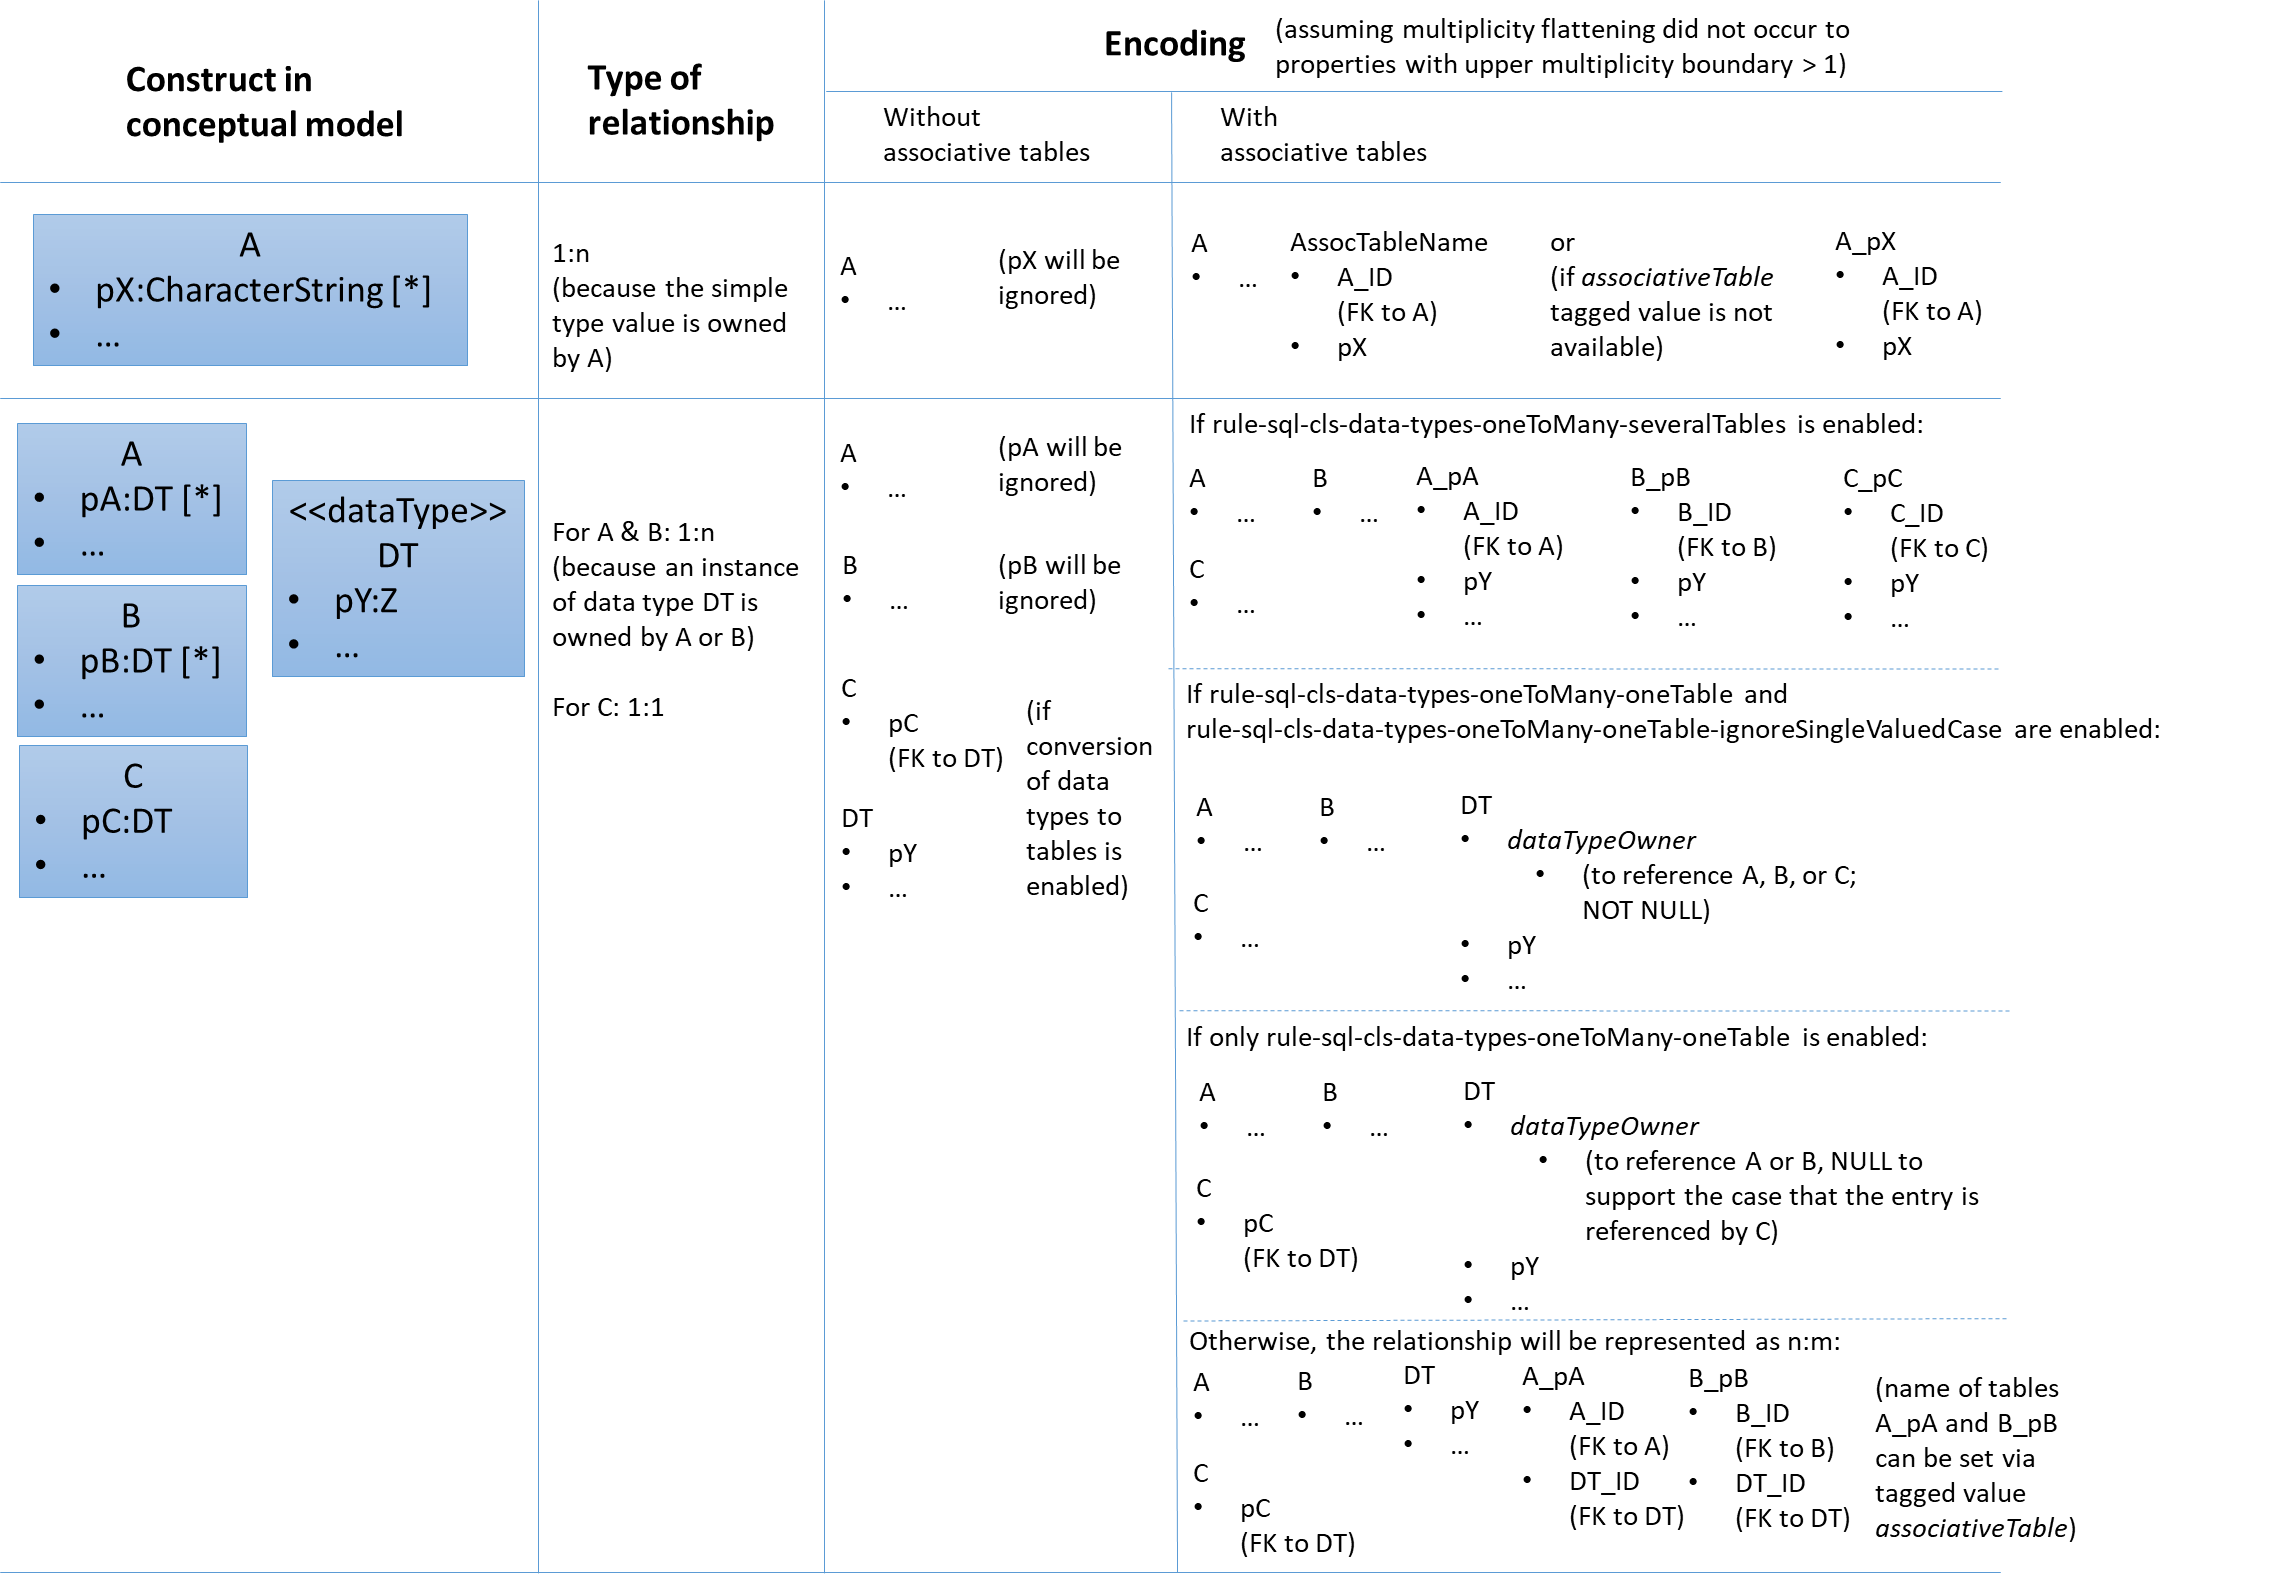 Construct in
conceptual model
Type of
relationship
Encoding
(assuming multiplicity flattening did not occur to
properties with upper multiplicity boundary > 1)
Without
associative tables
With
associative tables
A
• pX:CharacterString [*]
• ...
1:n
(because the simple
type value is owned
by A)
A
• ...
(pX will be
ignored)
A
• ...
AssocTableName
• A_ID
(FK to A)
• pX
or
(if associativeTable
tagged value is not
available)
A_pX
• A_ID
(FK to A)
• pX
A
• pA:DT [*]
• ...
B
• pB:DT [*]
• ...
C
• pC:DT
• ...
<<dataType>>
DT
• pY:Z
• ...
For A & B: 1:n
(because an instance
of data type DT is
owned by A or B)
For C: 1:1
A
• ...
(pA will be
ignored)
B
• ...
(pB will be
ignored)
C
• pC
(FK to DT)
DT
• pY
• ...
(if
conversion
of data
types to
tables is
enabled)
If rule-sql-cls-data-types-oneToMany-severalTables is enabled:
A
• ...
B
• ...
C
• ...
A_pA
• A_ID
(FK to A)
• pY
• ...
B_pB
• B_ID
(FK to B)
• pY
• ...
C_pC
• C_ID
(FK to C)
• pY
• ...
If rule-sql-cls-data-types-oneToMany-oneTable and
rule-sql-cls-data-types-oneToMany-oneTable-ignoreSingleValuedCase are enabled:
A
• ...
B
• ...
C
• ...
DT
• dataTypeOwner
• (to reference A, B, or C;
NOT NULL)
• pY
• ...
If only rule-sql-cls-data-types-oneToMany-oneTable is enabled:
A
• ...
B
• ...
C
• pC
(FK to DT)
DT
• dataTypeOwner
• (to reference A or B, NULL to
support the case that the entry is
referenced by C)
• pY
• ...
Otherwise, the relationship will be represented as n:m:
A
• ...
B
• ...
C
• pC
(FK to DT)
DT
• pY
• ...
A_pA
• A_ID
(FK to A)
• DT_ID
(FK to DT)
B_pB
• B_ID
(FK to B)
• DT_ID
(FK to DT)
(name of tables
A_pA and B_pB
can be set via
tagged value
associativeTable)